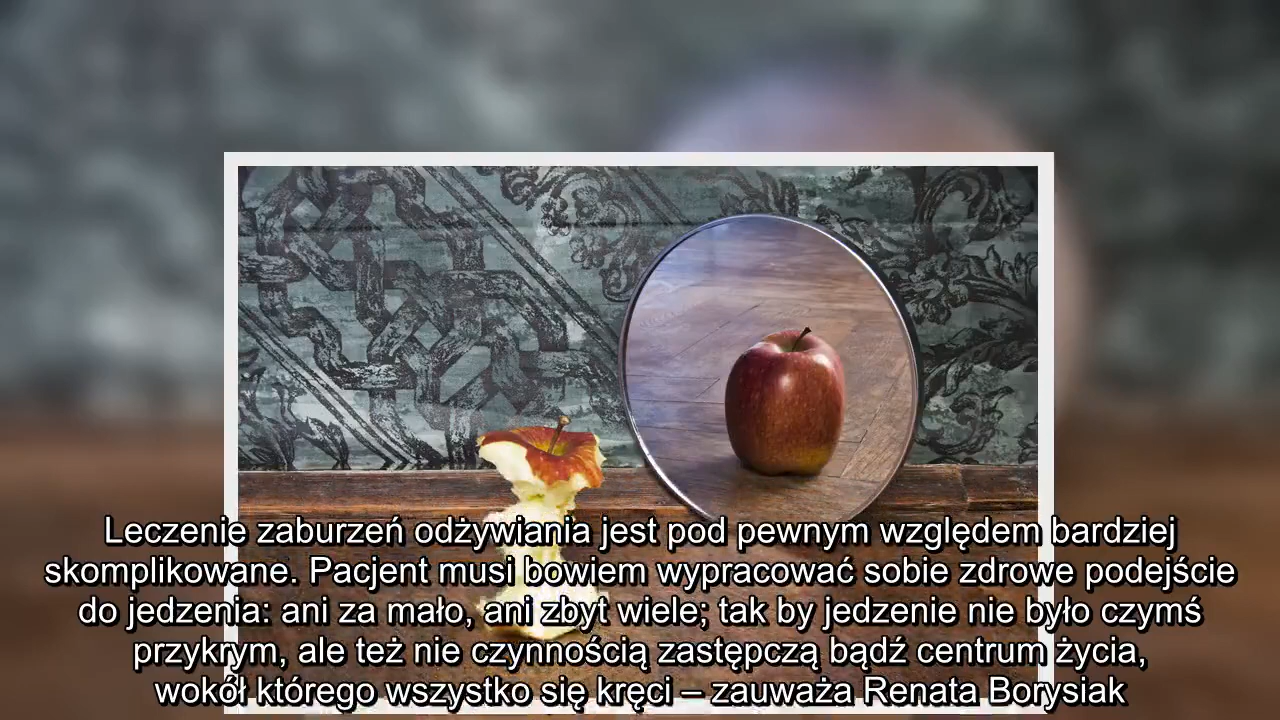 Leczenie zaburzeń odżywiania jest pod pewnym względem bardziej
skomplikowane. Pacjent musi bowiem wypracować sobie zdrowe podejście
do jedzenia: ani za mało, ani zbyt wiele; tak by jedzenie nie było czymś
przykrym, ale też nie czynnością zastępczą bądź centrum życia,
wokół którego wszystko się kręci – zauważa Renata Borysiak